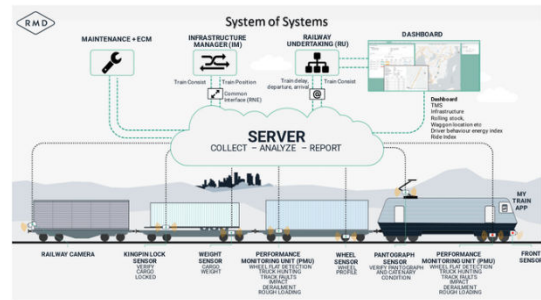 RMD
System of Systems
MAINTENANCE + ECM
INFRASTRUCTURE
MANAGER (IM)
RAILWAY
UNDERTAKING (RU)
DASHBOARD
Train Consist
Train Position
Common
Interface (RNE)
Train delay,
departure, arrival
Train Consist
@
Dashboard
TMS
Infrastructure
Rolling stock,
Waggon location etc
Driver behaviour energy index
Ride index
SERVER
COLLECT – ANALYZE – REPORT
MY
TRAIN
APP
RAILWAY CAMERA
KINGPINLOCK
SENSOR
VERIFY
CARGO
LOCKED
WEIGHT
SENSOR
CARGO
WEIGHT
PERFORMANCE
MONITORING UNIT (PMU)
WHEEL FLAT DETECTION
TRUCK HUNTING
TRACK FAULTS
IMPACT
DERAILMENT
ROUGH LOADING
WHEEL
SENSOR
WHEEL
PROFILE
PANTOGRAPH
SENSOR
VERIFY PANTOGRAPH
AND CATENARY
CONDITION
PERFORMANCE
MONITORING UNIT (PMU)
WHEEL FLAT DETECTION
TRUCK HUNTING
TRACK FAULTS
IMPACT
DERAILMENT
ROUGH LOADING
FRONT
SENSOR